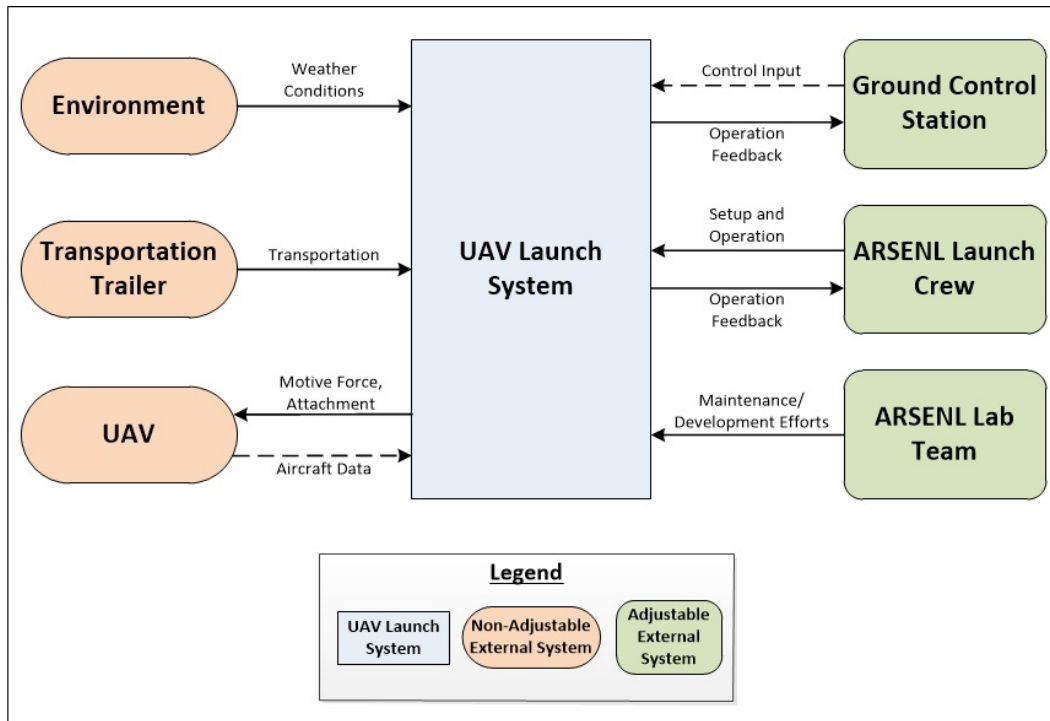 Environment
Weather
Conditions
Transportation
Trailer
Transportation
UAV
Motive Force,
Attachment
Aircraft Data
UAV Launch
System
Control Input
Operation
Feedback
Ground Control
Station
Setup and
Operation
Operation
Feedback
ARSENL Launch
Crew
Maintenance/
Development Efforts
ARSENL Lab
Team
Legend
UAV Launch
System
Non-Adjustable
External System
Adjustable
External
System